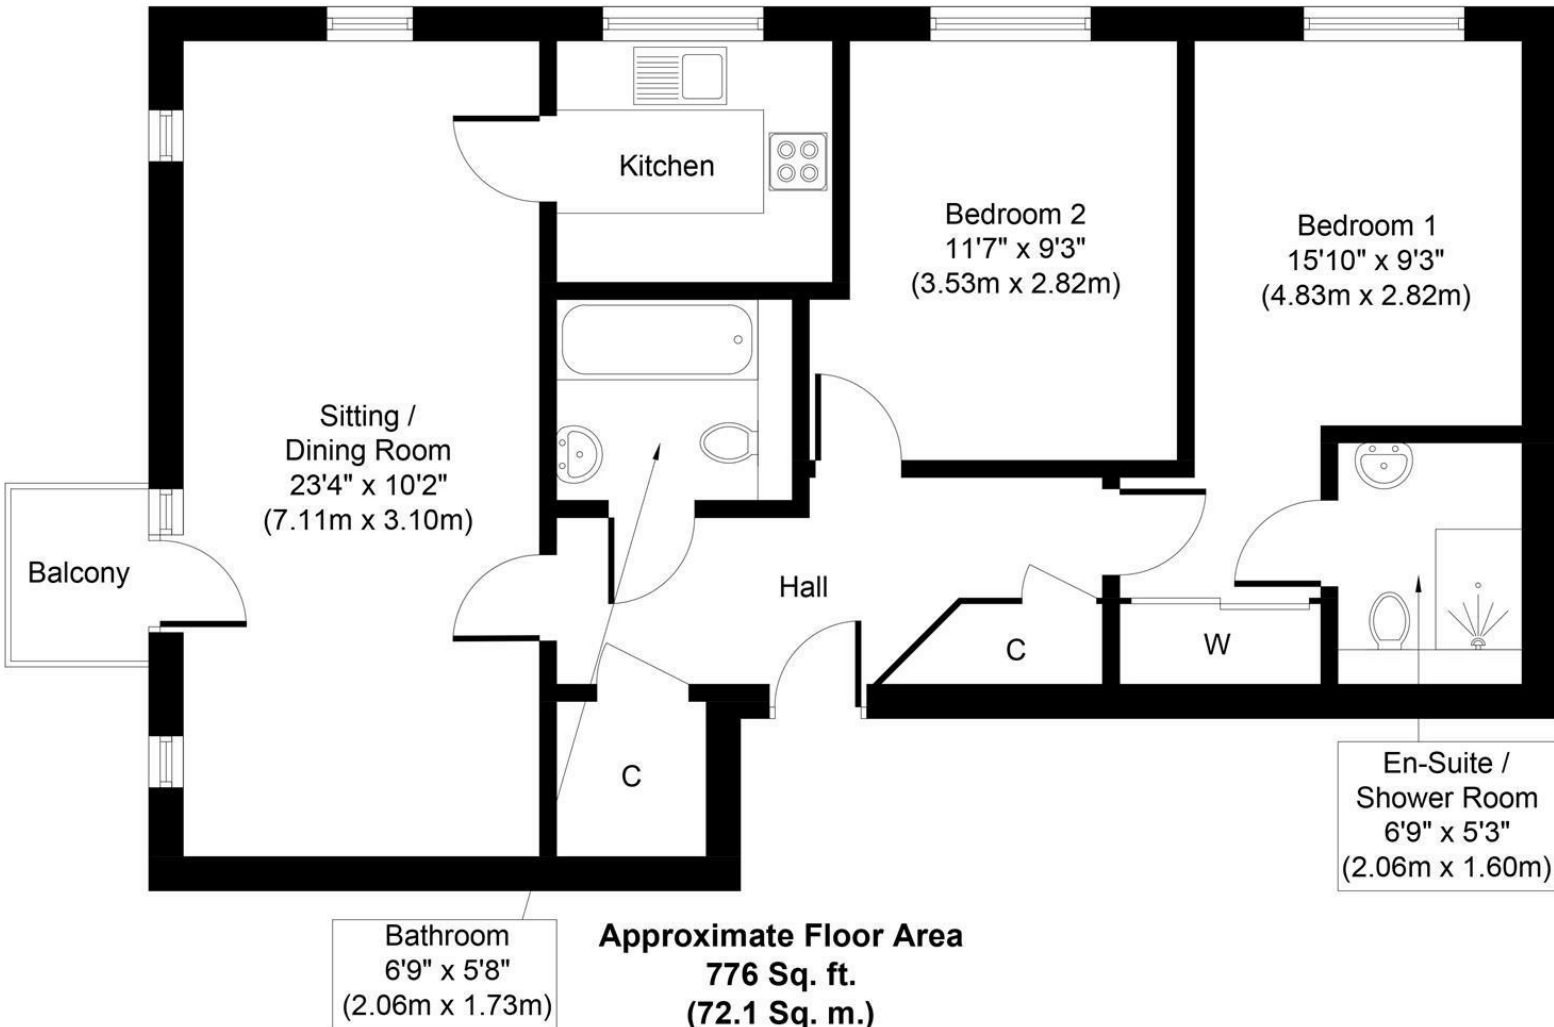 Kitchen
Bedroom 2
11'7" x 9'3"
(3.53m x 2.82m)
Bedroom 1
15'10" x 9'3"
(4.83m x 2.82m)
Sitting /
Dining Room
23'4" x 10'2"
(7.11m x 3.10m)
Balcony
Hall
C
W
C
En-Suite /
Shower Room
6'9" x 5'3"
(2.06m x 1.60m)
Bathroom
6'9" x 5'8"
(2.06m x 1.73m)
Approximate Floor Area
776 Sq. ft.
(72.1 Sq. m.)